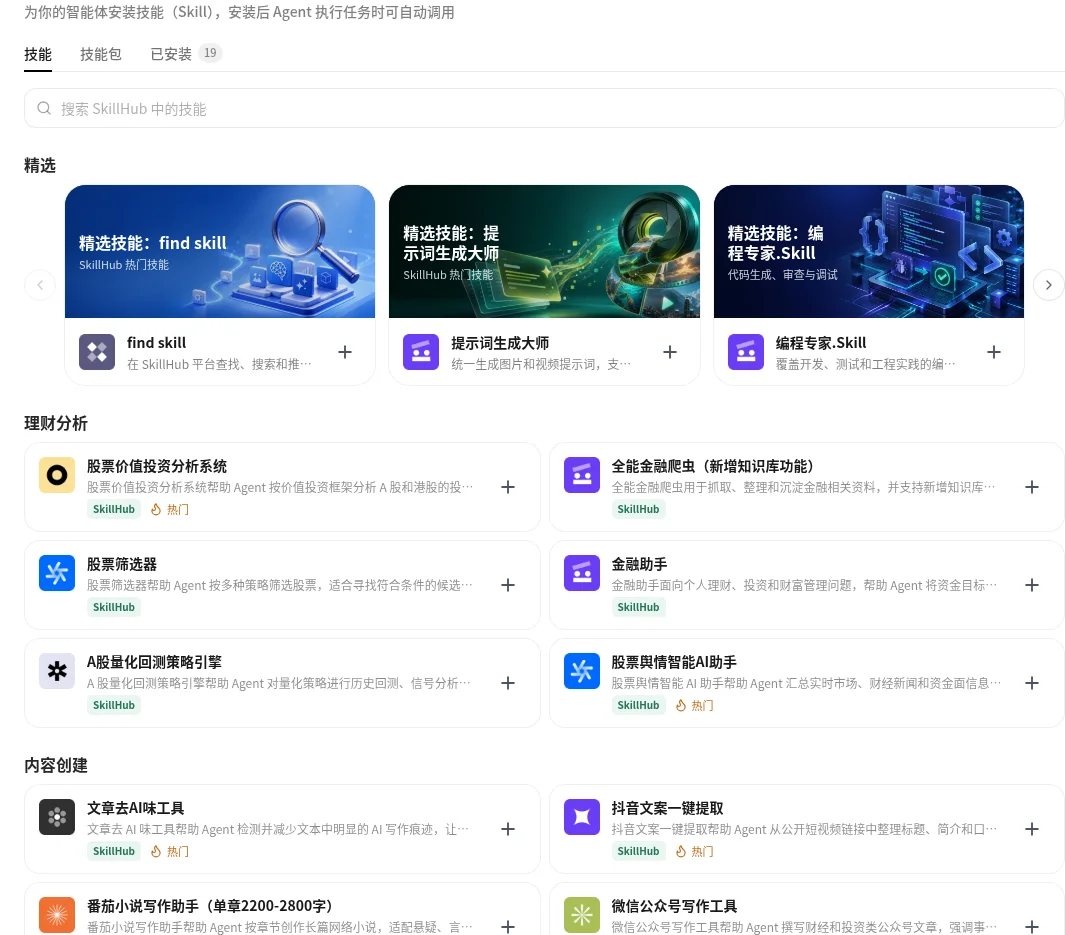 为你的智能体安装技能（Skill），安装后 Agent 执行任务时可自动调用
技能 技能包 已安装 19
搜索 SkillHub 中的技能
精选
精选技能：find skill
SkillHub 热门技能
find skill
在 SkillHub 平台查找、搜索和推…
精选技能：提
示词生成大师
SkillHub 热门技能
提示词生成大师
统一生成图片和视频提示词，支…
精选技能：编
程专家.Skill
代码生成、审查与调试
编程专家.Skill
覆盖开发、测试和工程实践的编…
理财分析
股票价值投资分析系统
股票价值投资分析系统帮助 Agent 按价值投资框架分析 A 股和港股的投…
SkillHub 热门
全能金融爬虫（新增知识库功能）
全能金融爬虫用于抓取、整理和沉淀金融相关资料，并支持新增知识库…
SkillHub
股票筛选器
股票筛选器帮助 Agent 按多种策略筛选股票，适合寻找符合条件的候选…
SkillHub
金融助手
金融助手面向个人理财、投资和财富管理问题，帮助 Agent 将资金目标…
SkillHub
A股量化回测策略引擎
A 股量化回测策略引擎帮助 Agent 对量化策略进行历史回测、信号分析…
SkillHub
股票舆情智能AI助手
股票舆情智能 AI 助手帮助 Agent 汇总实时市场、财经新闻和资金面信息…
SkillHub 热门
内容创建
文章去AI味工具
文章去 AI 味工具帮助 Agent 检测并减少文本中明显的 AI 写作痕迹，让…
SkillHub 热门
抖音文案一键提取
抖音文案一键提取帮助 Agent 从公开短视频链接中整理标题、简介和口…
SkillHub 热门
番茄小说写作助手（单章2200-2800字）
番茄小说写作助手帮助 Agent 按章节创作长篇网络小说，适配悬疑、言…
微信公众号写作工具
微信公众号写作工具帮助 Agent 撰写财经和投资类公众号文章，强调事…